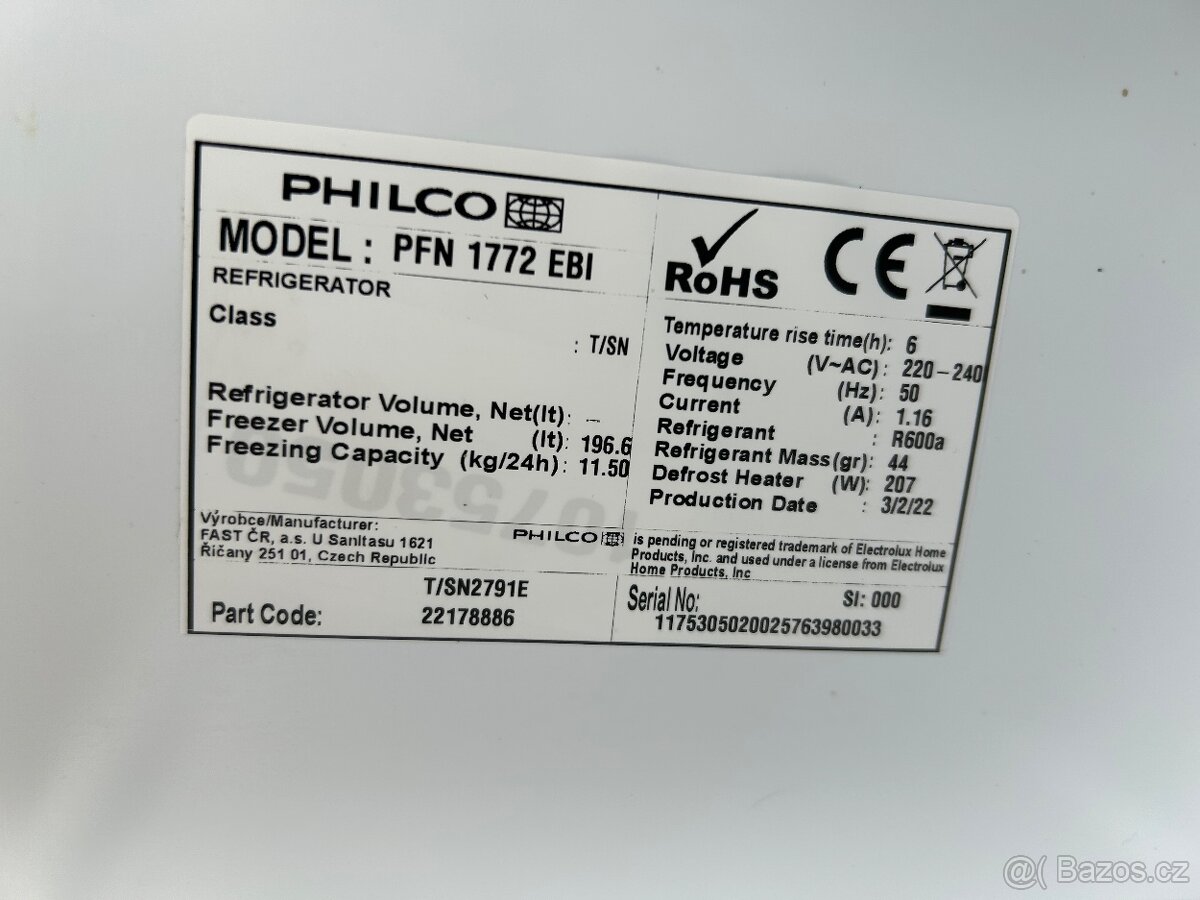 PHILCO
MODEL : PFN 1772 EBI
REFRIGERATOR
Class : T/SN
Refrigerator Volume, Net(lt): –
Freezer Volume, Net (lt): 196.6
Freezing Capacity (kg/24h): 11.50
RoHS CE
Temperature rise time(h): 6
Voltage (V~AC): 220-240
Frequency (Hz): 50
Current (A): 1.16
Refrigerant : R600a
Refrigerant Mass(gr): 44
Defrost Heater (W): 207
Production Date : 3/2/22
Výrobce/Manufacturer:
FAST ČR, a.s. U Sanitasu 1621
Říčany 251 01, Czech Republic
PHILCO is pending or registered trademark of Electrolux Home
Products, Inc. and used under a license from Electrolux
Home Products, Inc
T/SN2791E
Part Code: 22178886
Serial No: SI: 000
1175305020025763980033
@( Bazos.cz